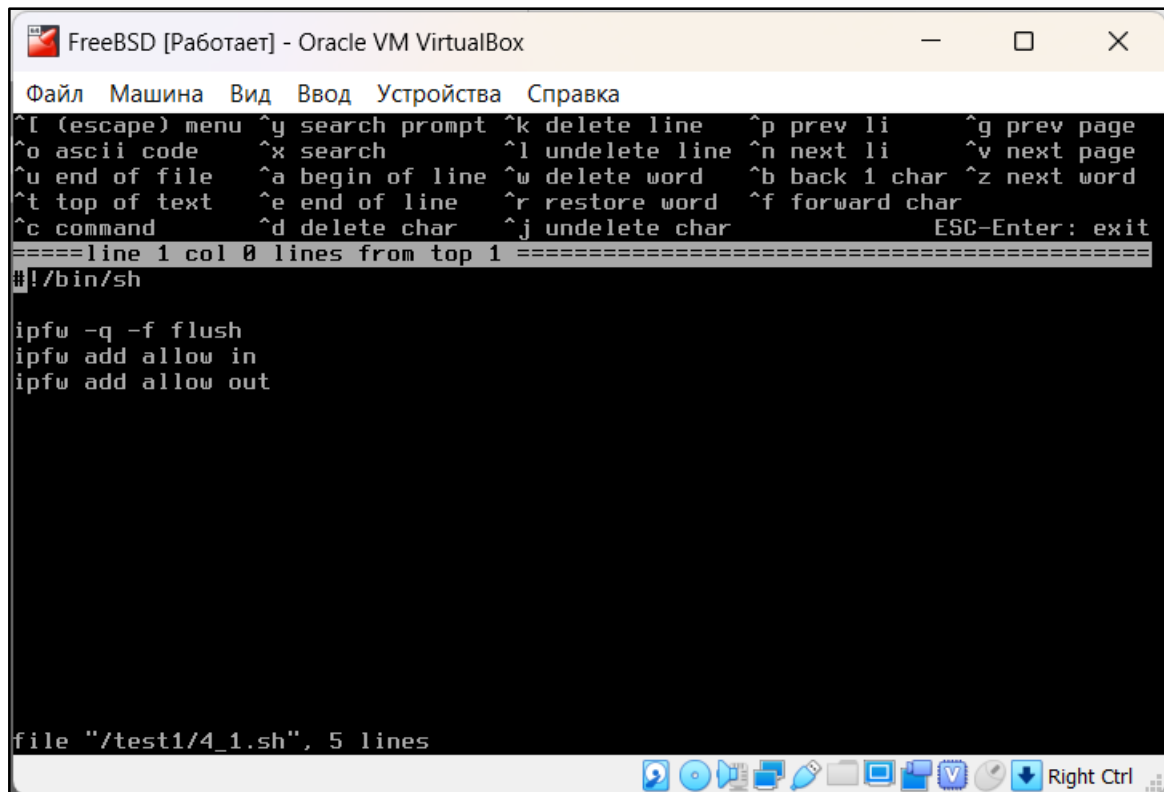 FreeBSD [Работает] - Oracle VM VirtualBox
Файл Машина Вид Ввод Устройства Справка
^[ (escape) menu ^y search prompt ^k delete line ^p prev li ^g prev page
^o ascii code ^x search ^l undelete line ^n next li ^v next page
^u end of file ^a begin of line ^w delete word ^b back 1 char ^z next word
^t top of text ^e end of line ^r restore word ^f forward char
^c command ^d delete char ^j undelete char ESC-Enter: exit
=====line 1 col 0 lines from top 1 ============================================
#!/bin/sh
ipfw -q -f flush
ipfw add allow in
ipfw add allow out
file "/test1/4_1.sh", 5 lines
Right Ctrl